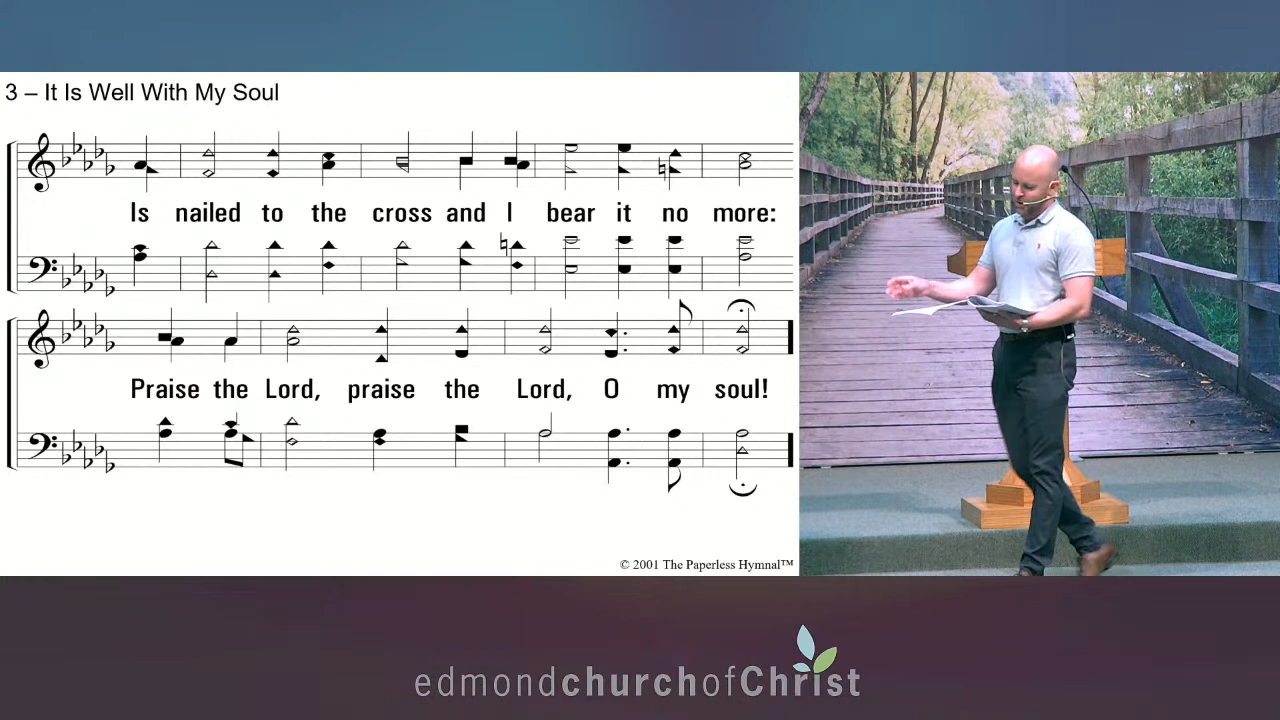 3 – It Is Well With My Soul
Is nailed to the cross and I bear it no more:
Praise the Lord, praise the Lord, O my soul!
© 2001 The Paperless Hymnal™
edmondchurchofChrist